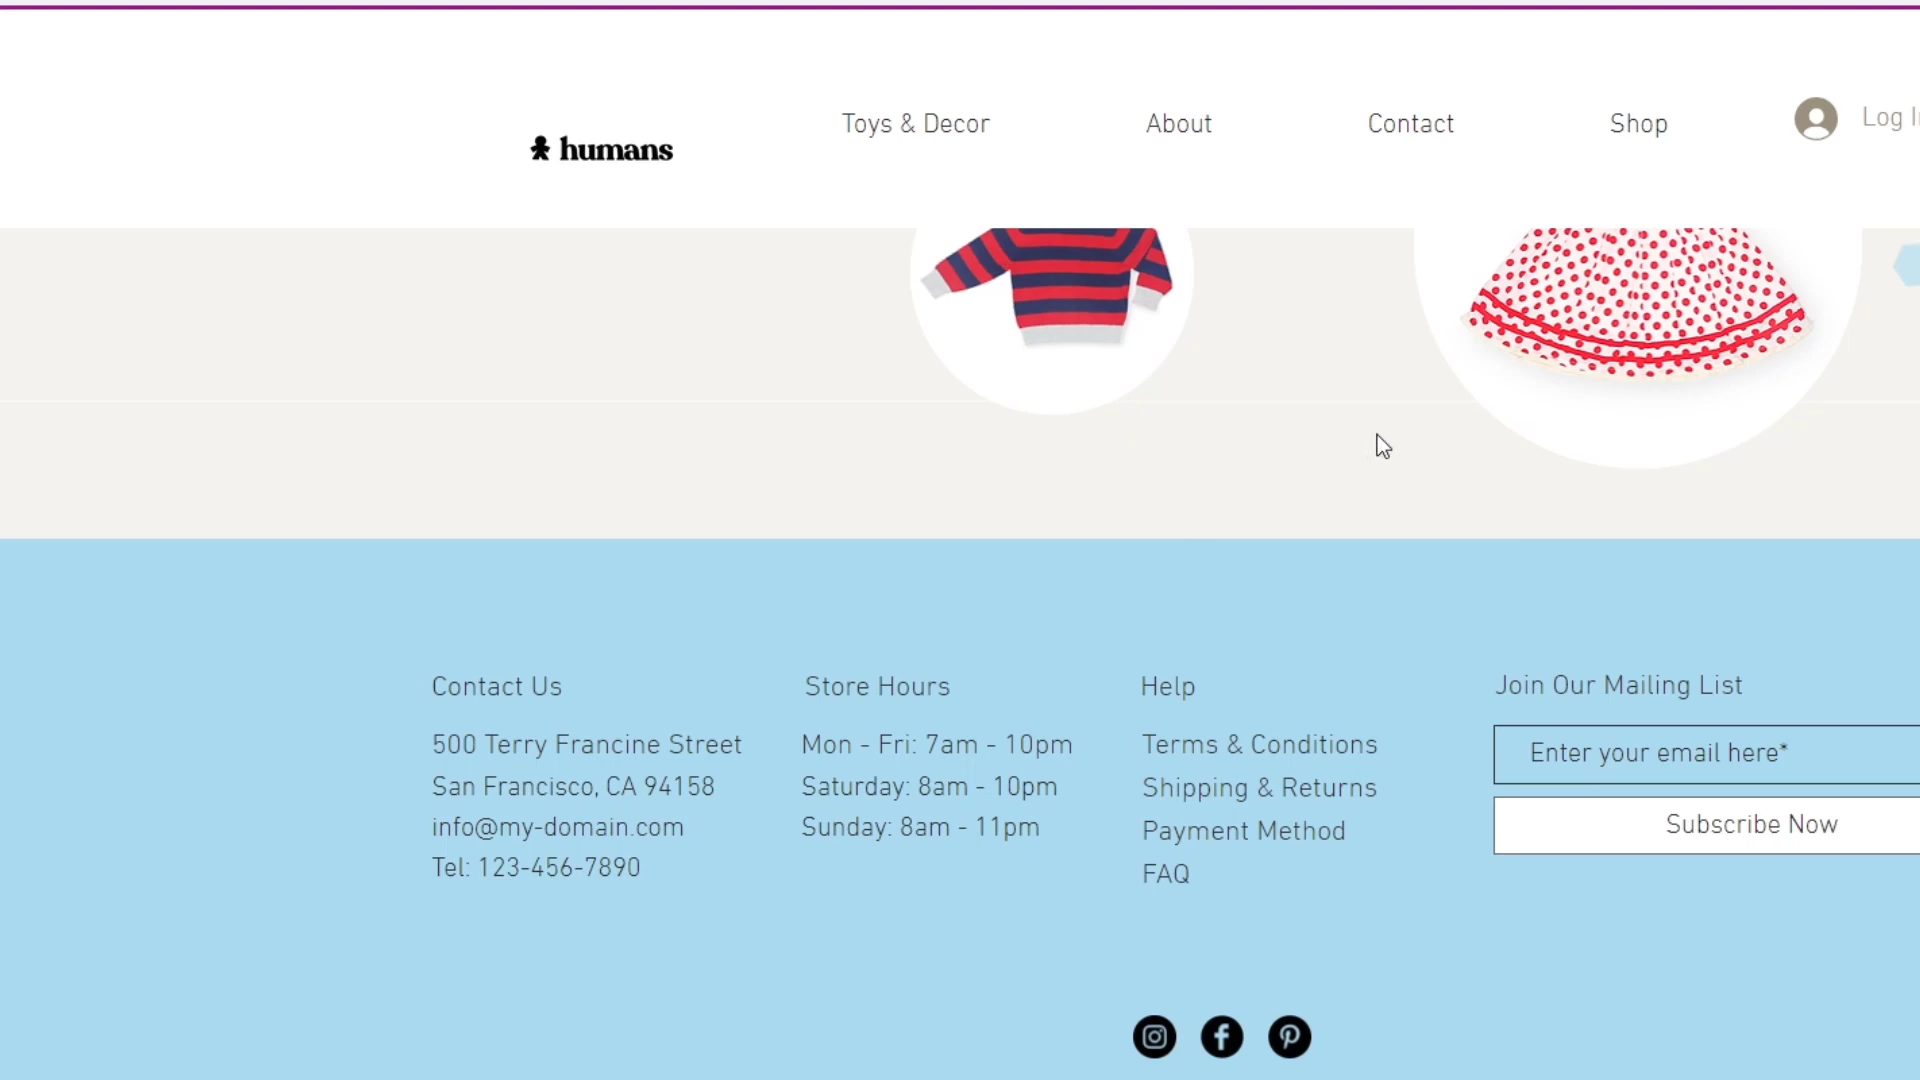 humans
Toys & Decor
About
Contact
Shop
Log I
Contact Us
500 Terry Francine Street
San Francisco, CA 94158
info@my-domain.com
Tel: 123-456-7890
Store Hours
Mon - Fri: 7am - 10pm
Saturday: 8am - 10pm
Sunday: 8am - 11pm
Help
Terms & Conditions
Shipping & Returns
Payment Method
FAQ
Join Our Mailing List
Enter your email here*
Subscribe Now